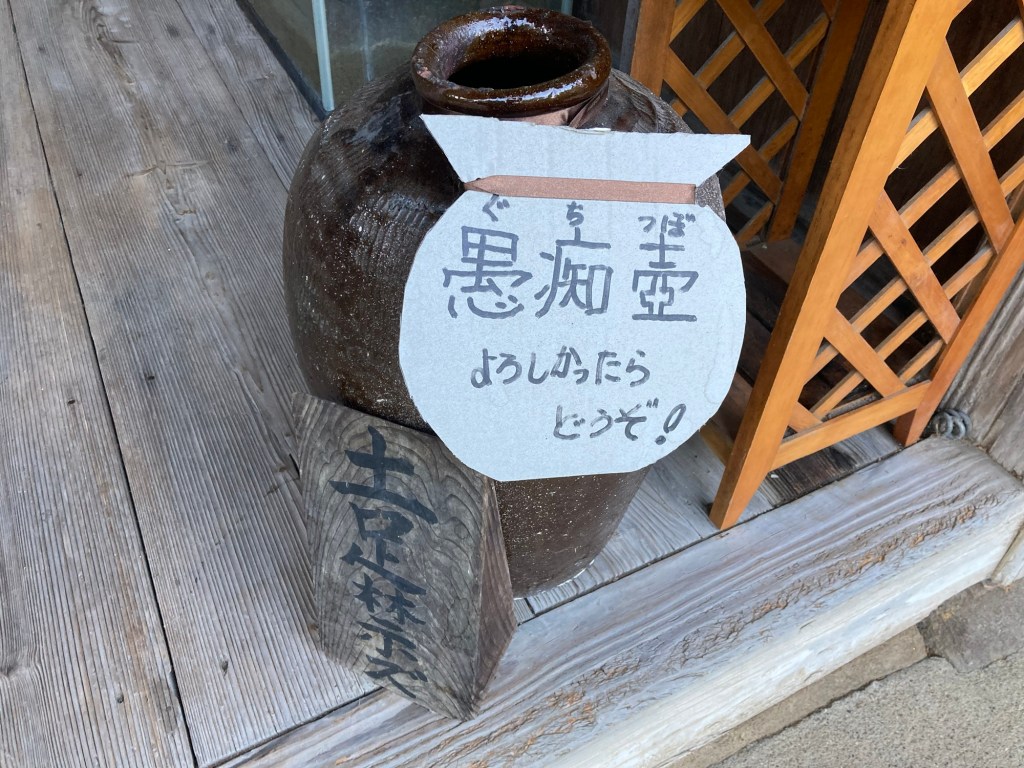 ぐち つぼ
愚痴壺
よろしかったら
どうぞ!
土足禁ズ